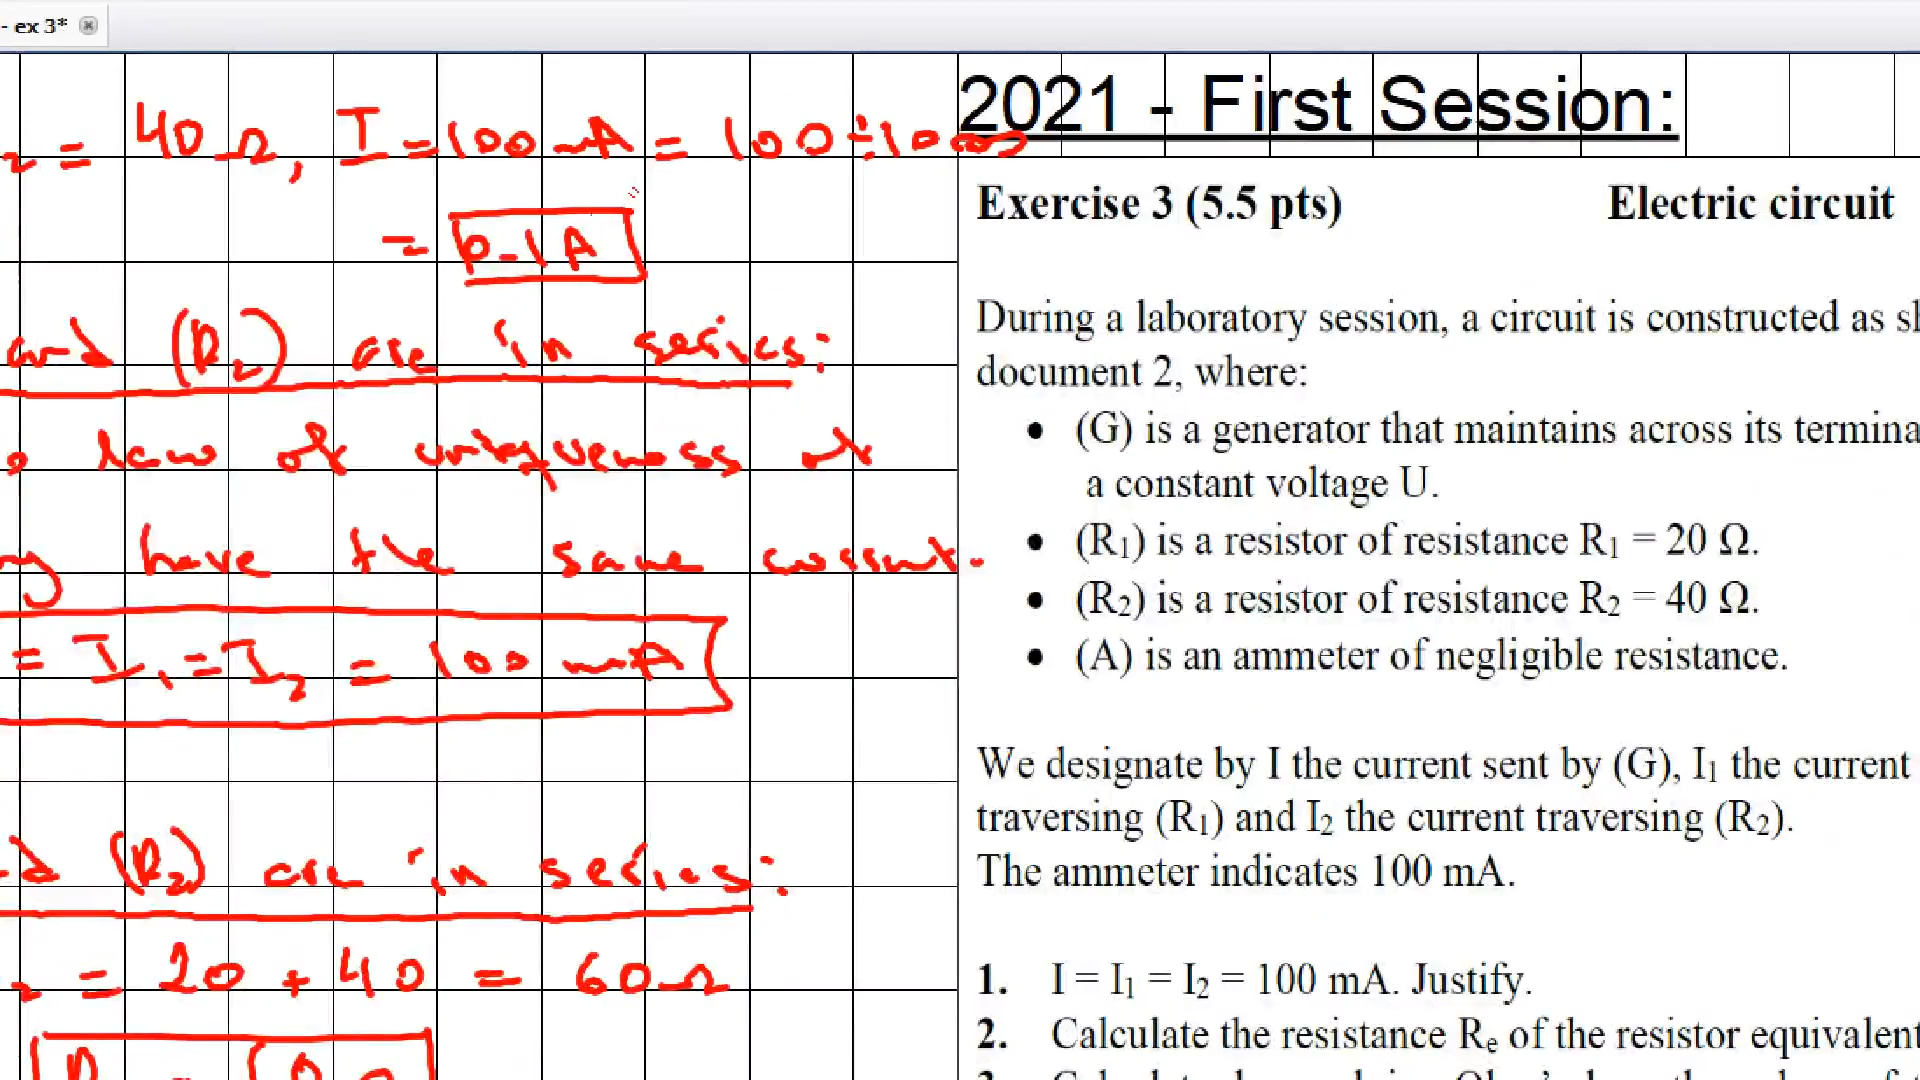 - ex 3*
2 = 40Ω, I = 100 mA = 100 ÷ 1000
= 0.1A
and (R2) are in series:
law of uniqueness of
have the same current.
= I1 = I2 = 100 mA
(R2) are in series:
2 = 20 + 40 = 60Ω
2021 - First Session:
Exercise 3 (5.5 pts) Electric circuit
During a laboratory session, a circuit is constructed as sh
document 2, where:
• (G) is a generator that maintains across its termina
a constant voltage U.
• (R1) is a resistor of resistance R1 = 20 Ω.
• (R2) is a resistor of resistance R2 = 40 Ω.
• (A) is an ammeter of negligible resistance.
We designate by I the current sent by (G), I1 the current
traversing (R1) and I2 the current traversing (R2).
The ammeter indicates 100 mA.
1. I = I1 = I2 = 100 mA. Justify.
2. Calculate the resistance Re of the resistor equivalent